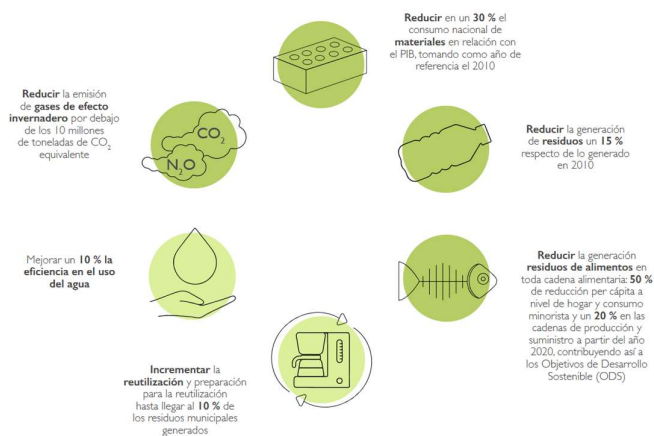 Reducir en un 30 % el
consumo nacional de
materiales en relación con
el PIB, tomando como año de
referencia el 2010
Reducir la emisión
de gases de efecto
invernadero por debajo
de los 10 millones
de toneladas de CO₂
equivalente
CO₂
N₂O
Reducir la generación
de residuos un 15 %
respecto de lo generado
en 2010
Mejorar un 10 % la
eficiencia en el uso
del agua
Reducir la generación
residuos de alimentos en
toda cadena alimentaria: 50 %
de reducción per cápita a
nivel de hogar y consumo
minorista y un 20 % en las
cadenas de producción y
suministro a partir del año
2020, contribuyendo así a
los Objetivos de Desarrollo
Sostenible (ODS)
Incrementar la
reutilización y preparación
para la reutilización
hasta llegar al 10 % de
los residuos municipales
generados